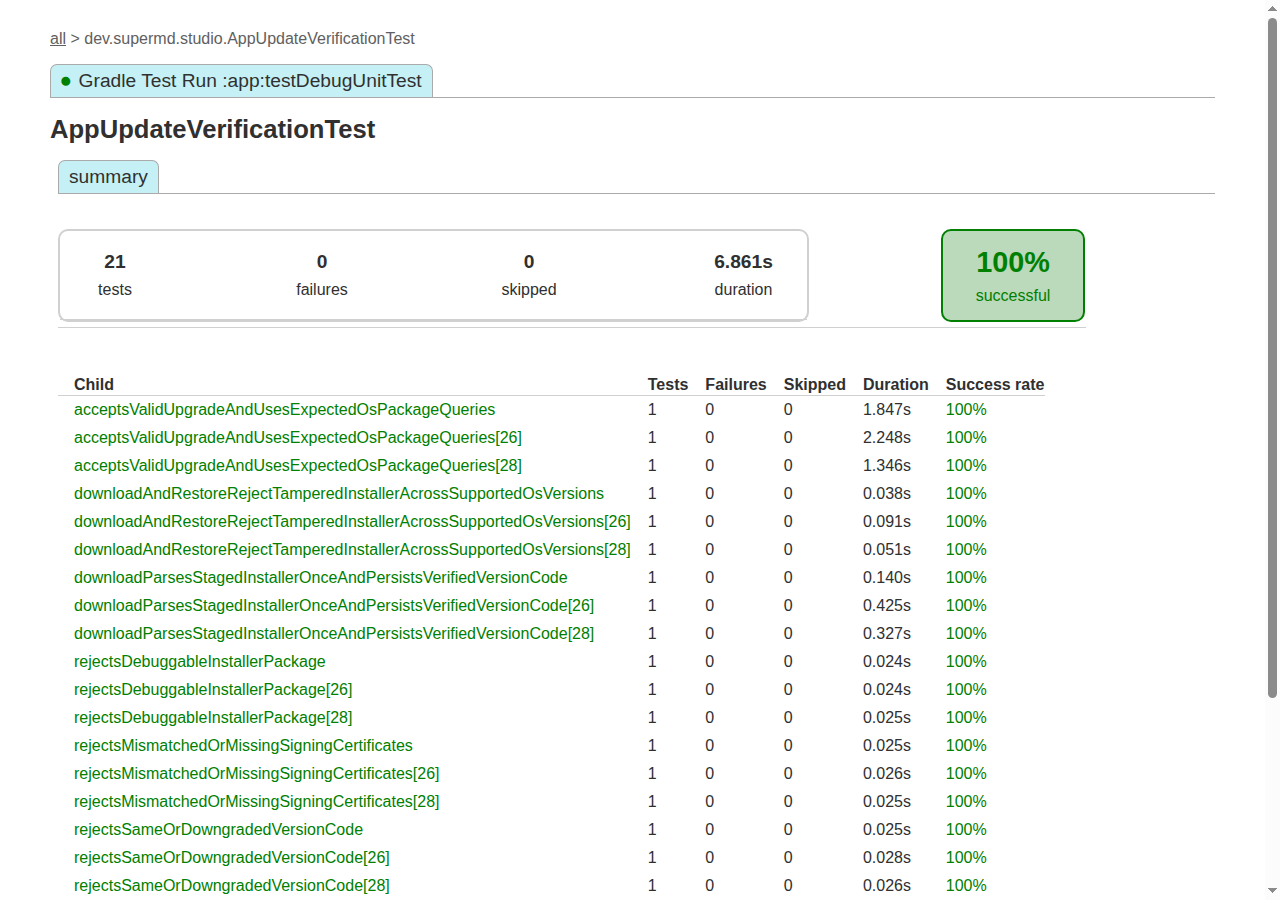 all > dev.supermd.studio.AppUpdateVerificationTest
● Gradle Test Run :app:testDebugUnitTest
AppUpdateVerificationTest
summary
21 0 0 6.861s 100%
tests failures skipped duration successful
Child Tests Failures Skipped Duration Success rate
acceptsValidUpgradeAndUsesExpectedOsPackageQueries 1 0 0 1.847s 100%
acceptsValidUpgradeAndUsesExpectedOsPackageQueries[26] 1 0 0 2.248s 100%
acceptsValidUpgradeAndUsesExpectedOsPackageQueries[28] 1 0 0 1.346s 100%
downloadAndRestoreRejectTamperedInstallerAcrossSupportedOsVersions 1 0 0 0.038s 100%
downloadAndRestoreRejectTamperedInstallerAcrossSupportedOsVersions[26] 1 0 0 0.091s 100%
downloadAndRestoreRejectTamperedInstallerAcrossSupportedOsVersions[28] 1 0 0 0.051s 100%
downloadParsesStagedInstallerOnceAndPersistsVerifiedVersionCode 1 0 0 0.140s 100%
downloadParsesStagedInstallerOnceAndPersistsVerifiedVersionCode[26] 1 0 0 0.425s 100%
downloadParsesStagedInstallerOnceAndPersistsVerifiedVersionCode[28] 1 0 0 0.327s 100%
rejectsDebuggableInstallerPackage 1 0 0 0.024s 100%
rejectsDebuggableInstallerPackage[26] 1 0 0 0.024s 100%
rejectsDebuggableInstallerPackage[28] 1 0 0 0.025s 100%
rejectsMismatchedOrMissingSigningCertificates 1 0 0 0.025s 100%
rejectsMismatchedOrMissingSigningCertificates[26] 1 0 0 0.026s 100%
rejectsMismatchedOrMissingSigningCertificates[28] 1 0 0 0.025s 100%
rejectsSameOrDowngradedVersionCode 1 0 0 0.025s 100%
rejectsSameOrDowngradedVersionCode[26] 1 0 0 0.028s 100%
rejectsSameOrDowngradedVersionCode[28] 1 0 0 0.026s 100%